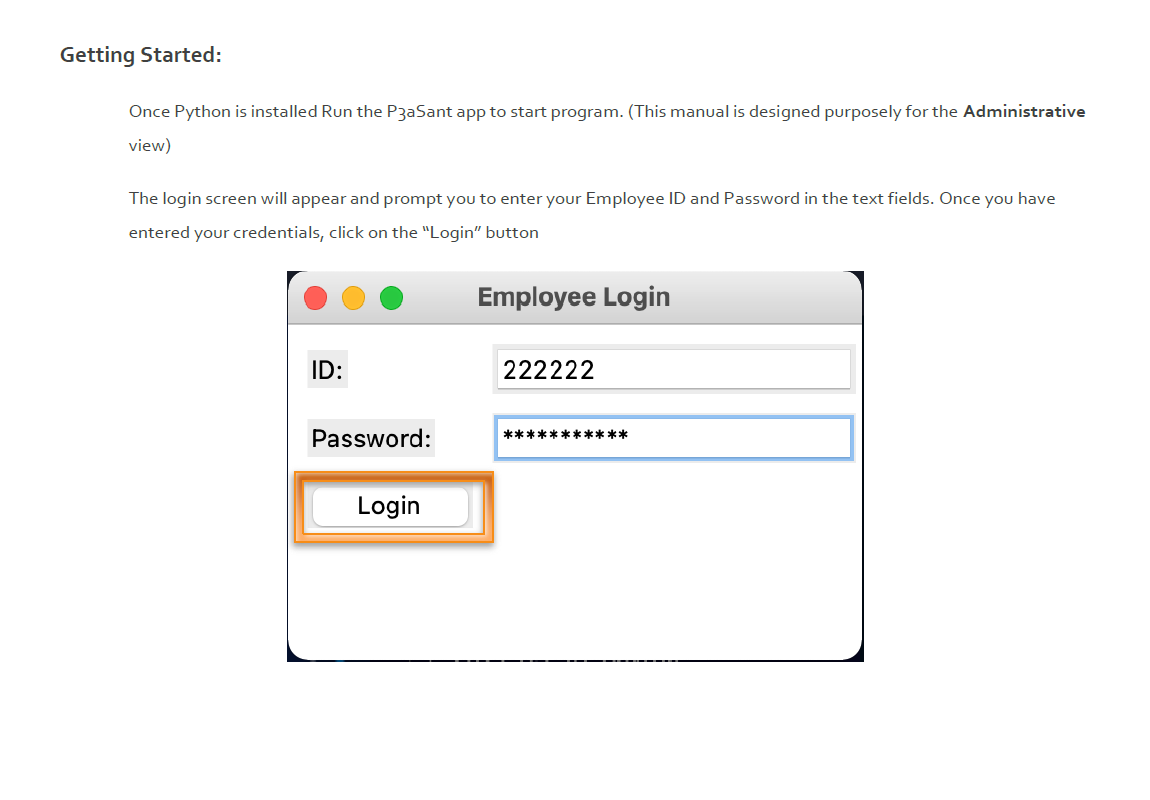 Getting Started:
Once Python is installed Run the P3aSant app to start program. (This manual is designed purposely for the Administrative
view)
The login screen will appear and prompt you to enter your Employee ID and Password in the text fields. Once you have
entered your credentials, click on the “Login” button
Employee Login
ID: 222222
Password: ***********
Login